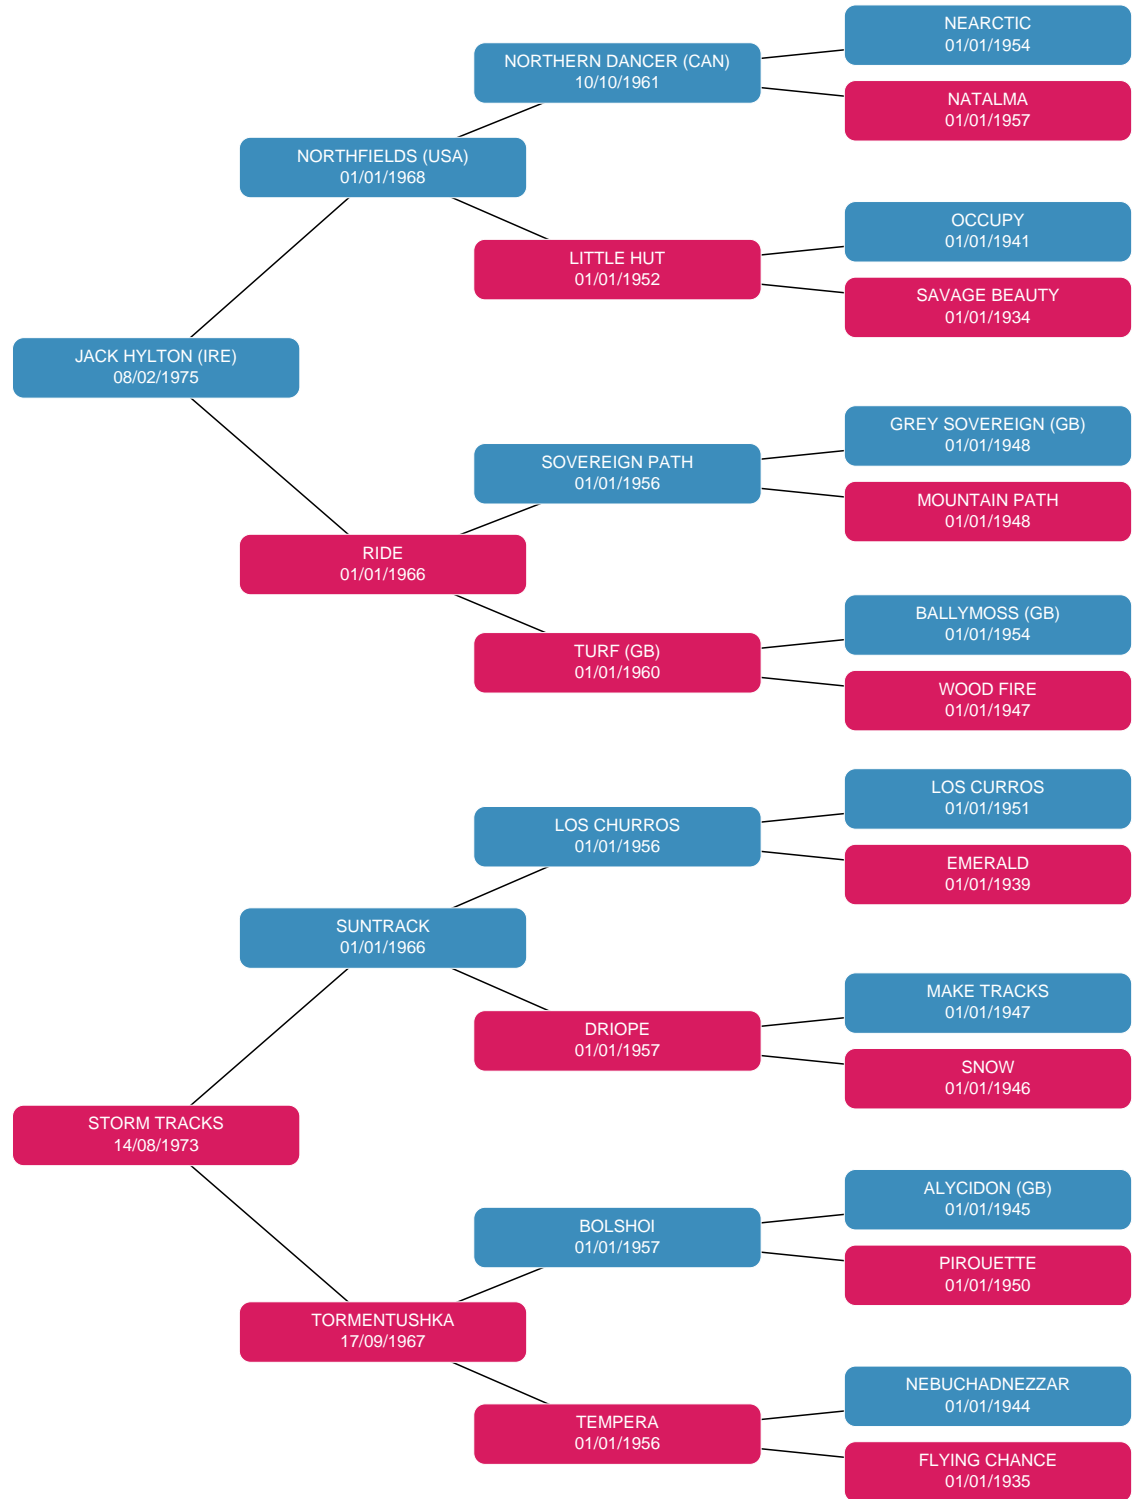 NEARCTIC
01/01/1954
NORTHERN DANCER (CAN)
10/10/1961
NATALMA
01/01/1957
NORTHFIELDS (USA)
01/01/1968
OCCUPY
01/01/1941
LITTLE HUT
01/01/1952
SAVAGE BEAUTY
01/01/1934
JACK HYLTON (IRE)
08/02/1975
GREY SOVEREIGN (GB)
01/01/1948
SOVEREIGN PATH
01/01/1956
MOUNTAIN PATH
01/01/1948
RIDE
01/01/1966
BALLYMOSS (GB)
01/01/1954
TURF (GB)
01/01/1960
WOOD FIRE
01/01/1947
LOS CURROS
01/01/1951
LOS CHURROS
01/01/1956
EMERALD
01/01/1939
SUNTRACK
01/01/1966
MAKE TRACKS
01/01/1947
DRIOPE
01/01/1957
SNOW
01/01/1946
STORM TRACKS
14/08/1973
ALYCIDON (GB)
01/01/1945
BOLSHOI
01/01/1957
PIROUETTE
01/01/1950
TORMENTUSHKA
17/09/1967
NEBUCHADNEZZAR
01/01/1944
TEMPERA
01/01/1956
FLYING CHANCE
01/01/1935